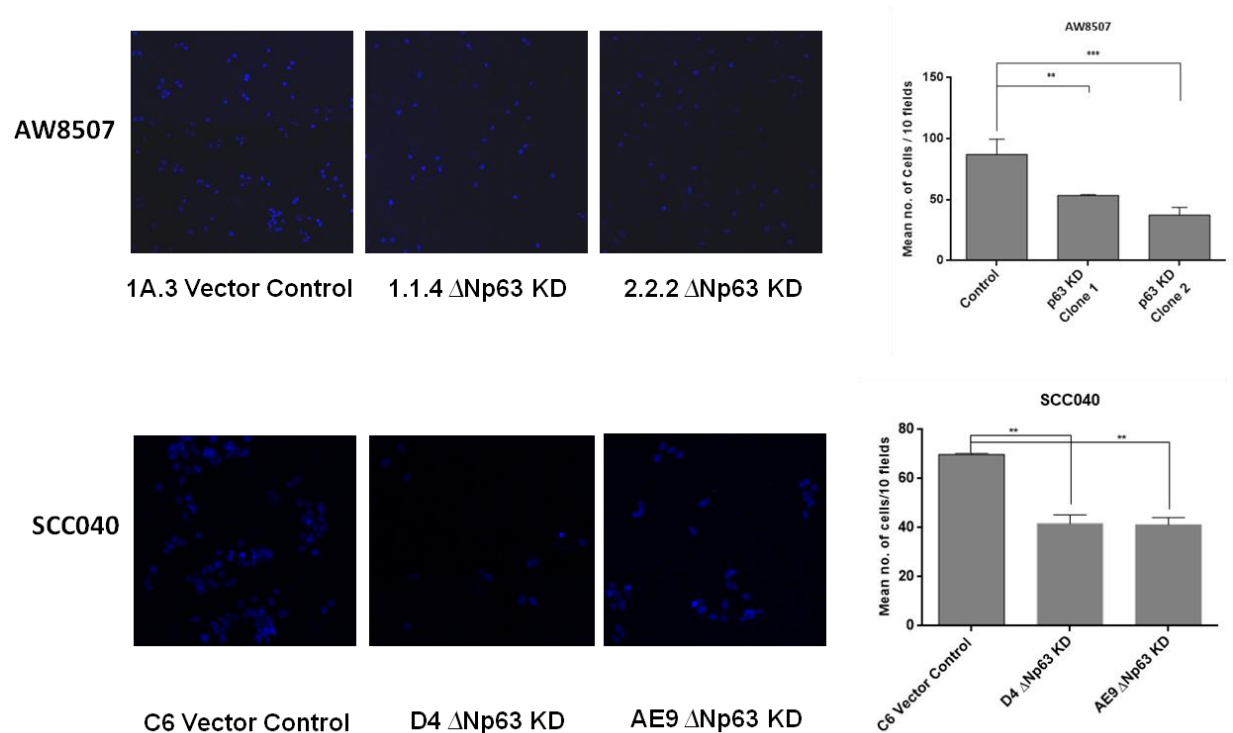 AW8507
1A.3 Vector Control
1.1.4 ΔNp63 KD
2.2.2 ΔNp63 KD
AW8507
***
**
Mean no. of Cells / 10 fields
150
100
50
0
Control
p63 KD
Clone 1
p63 KD
Clone 2
SCC040
C6 Vector Control
D4 ΔNp63 KD
AE9 ΔNp63 KD
SCC040
**
**
Mean no. of cells/10 fields
80
60
40
20
0
C6 Vector Control
D4 ΔNp63 KD
AE9 ΔNp63 KD